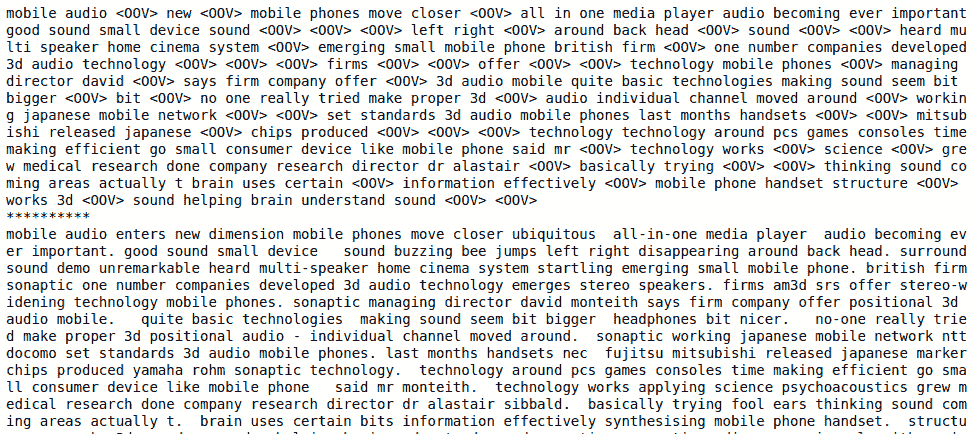 mobile audio <OOV> new <OOV> mobile phones move closer <OOV> all in one media player audio becoming ever important
good sound small device sound <OOV> <OOV> <OOV> left right <OOV> around back head <OOV> sound <OOV> <OOV> heard mu
lti speaker home cinema system <OOV> emerging small mobile phone british firm <OOV> one number companies developed
3d audio technology <OOV> <OOV> <OOV> firms <OOV> <OOV> offer <OOV> <OOV> technology mobile phones <OOV> managing
director david <OOV> says firm company offer <OOV> 3d audio mobile quite basic technologies making sound seem bit
bigger <OOV> bit <OOV> no one really tried make proper 3d <OOV> audio individual channel moved around <OOV> workin
g japanese mobile network <OOV> <OOV> set standards 3d audio mobile phones last months handsets <OOV> <OOV> mitsub
ishi released japanese <OOV> chips produced <OOV> <OOV> <OOV> technology technology around pcs games consoles time
making efficient go small consumer device like mobile phone said mr <OOV> technology works <OOV> science <OOV> gre
w medical research done company research director dr alastair <OOV> basically trying <OOV> <OOV> thinking sound co
ming areas actually t brain uses certain <OOV> information effectively <OOV> mobile phone handset structure <OOV>
works 3d <OOV> sound helping brain understand sound <OOV> <OOV>
**********
mobile audio enters new dimension mobile phones move closer ubiquitous  all-in-one media player  audio becoming ev
er important. good sound small device   sound buzzing bee jumps left right disappearing around back head. surround
sound demo unremarkable heard multi-speaker home cinema system startling emerging small mobile phone. british firm
sonaptic one number companies developed 3d audio technology emerges stereo speakers. firms am3d srs offer stereo-w
idening technology mobile phones. sonaptic managing director david monteith says firm company offer positional 3d
audio mobile.   quite basic technologies  making sound seem bit bigger  headphones bit nicer.   no-one really trie
d make proper 3d positional audio - individual channel moved around.  sonaptic working japanese mobile network ntt
docomo set standards 3d audio mobile phones. last months handsets nec  fujitsu mitsubishi released japanese marker
chips produced yamaha rohm sonaptic technology.  technology around pcs games consoles time making efficient go sma
ll consumer device like mobile phone   said mr monteith.  technology works applying science psychoacoustics grew m
edical research done company research director dr alastair sibbald.  basically trying fool ears thinking sound com
ing areas actually t.  brain uses certain bits information effectively synthesising mobile phone handset.  structu